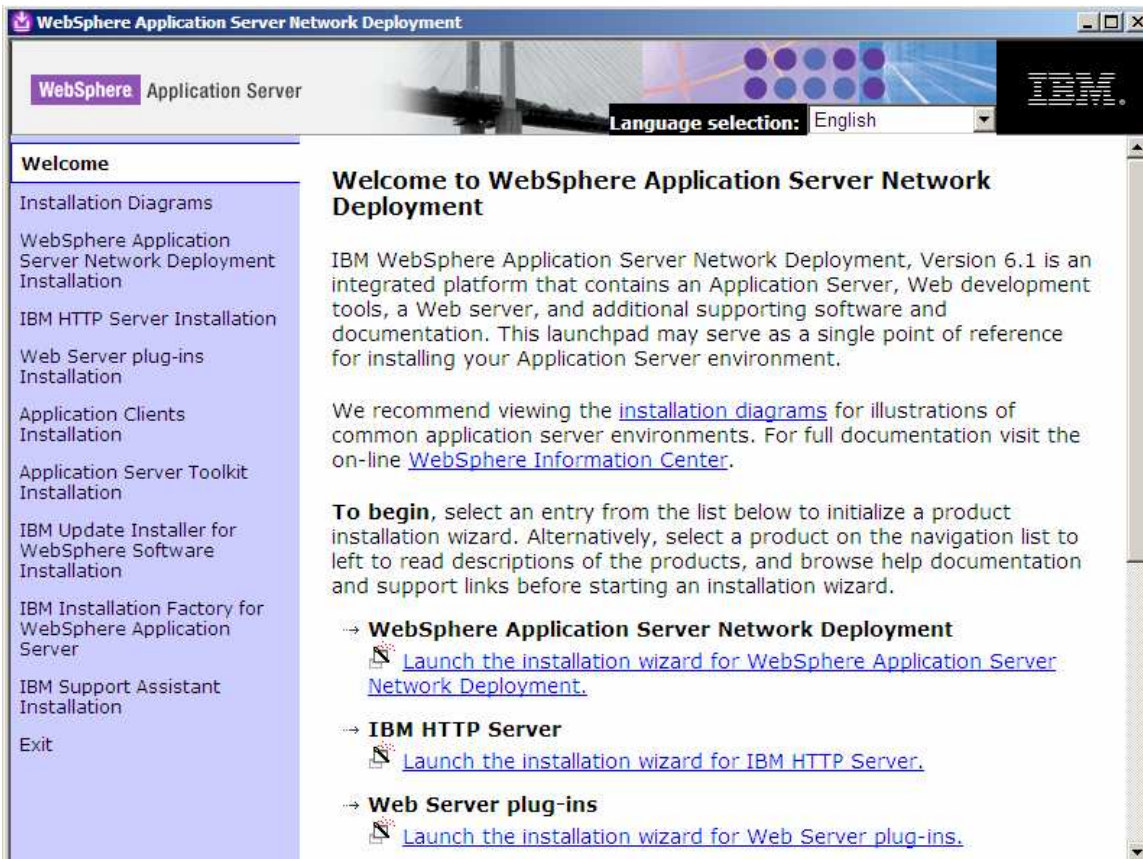 WebSphere Application Server Network Deployment
WebSphere Application Server
IBM.
Language selection: English
Welcome
Installation Diagrams
WebSphere Application
Server Network Deployment
Installation
IBM HTTP Server Installation
Web Server plug-ins
Installation
Application Clients
Installation
Application Server Toolkit
Installation
IBM Update Installer for
WebSphere Software
Installation
IBM Installation Factory for
WebSphere Application
Server
IBM Support Assistant
Installation
Exit
Welcome to WebSphere Application Server Network
Deployment
IBM WebSphere Application Server Network Deployment, Version 6.1 is an
integrated platform that contains an Application Server, Web development
tools, a Web server, and additional supporting software and
documentation. This launchpad may serve as a single point of reference
for installing your Application Server environment.
We recommend viewing the installation diagrams for illustrations of
common application server environments. For full documentation visit the
on-line WebSphere Information Center.
To begin, select an entry from the list below to initialize a product
installation wizard. Alternatively, select a product on the navigation list to
left to read descriptions of the products, and browse help documentation
and support links before starting an installation wizard.
WebSphere Application Server Network Deployment
Launch the installation wizard for WebSphere Application Server
Network Deployment.
IBM HTTP Server
Launch the installation wizard for IBM HTTP Server.
Web Server plug-ins
Launch the installation wizard for Web Server plug-ins.